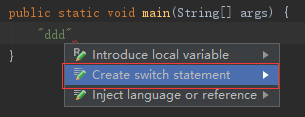 public static void main(String[] args) {
"ddd"
}
Introduce local variable
Create switch statement
Inject language or reference